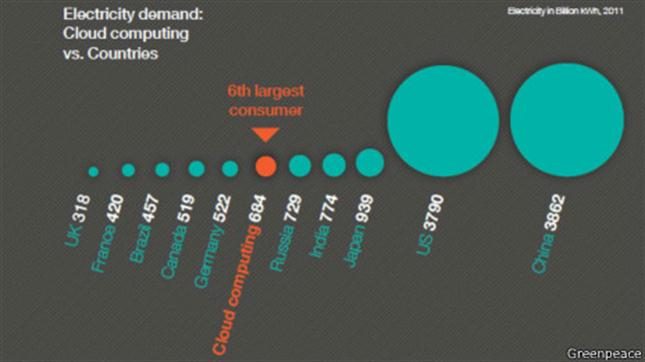 Electricity demand:
Cloud computing
vs. Countries
Electricity in Billion kWh, 2011
6th largest
consumer
UK 318
France 420
Brazil 457
Canada 519
Germany 522
Cloud computing 684
Russia 729
India 774
Japan 939
US 3790
China 3862
Greenpeace